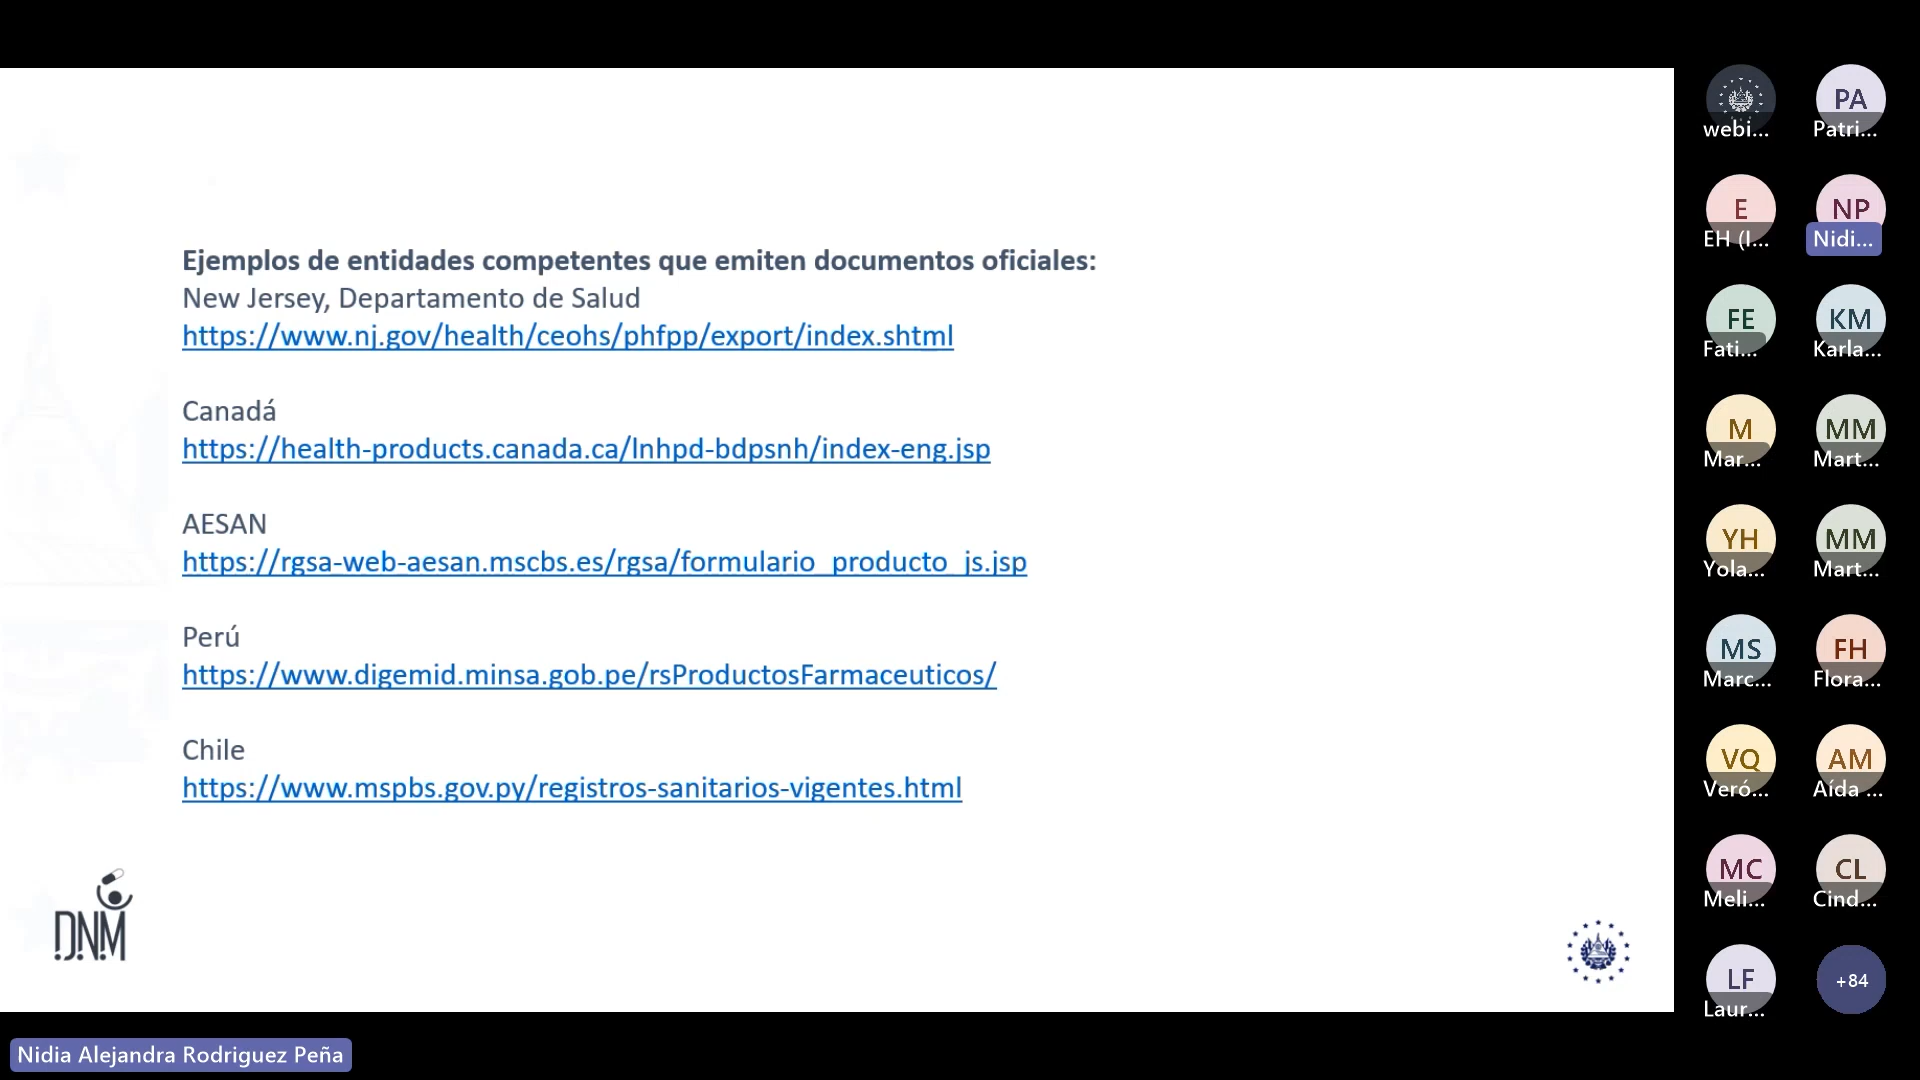 Ejemplos de entidades competentes que emiten documentos oficiales:
New Jersey, Departamento de Salud
https://www.nj.gov/health/ceohs/phfpp/export/index.shtml
Canadá
https://health-products.canada.ca/lnhpd-bdpsnh/index-eng.jsp
AESAN
https://rgsa-web-aesan.mscbs.es/rgsa/formulario_producto_js.jsp
Perú
https://www.digemid.minsa.gob.pe/rsProductosFarmaceuticos/
Chile
https://www.mspbs.gov.py/registros-sanitarios-vigentes.html
DNM
Nidia Alejandra Rodriguez Peña
webi...
PA
Patri...
E
EH (I...
NP
Nidi...
FE
Fati...
KM
Karla...
M
Mar...
MM
Mart...
YH
Yola...
MM
Mart...
MS
Marc...
FH
Flora...
VQ
Veró...
AM
Aída ...
MC
Meli...
CL
Cind...
LF
Laur...
+84